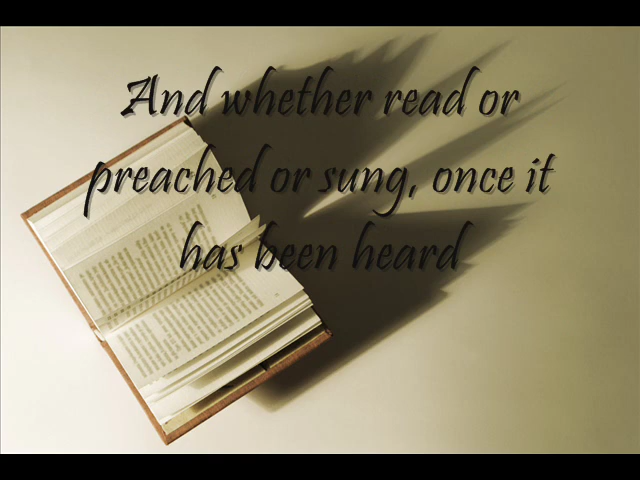 And whether read or
preached or sung, once it
has been heard